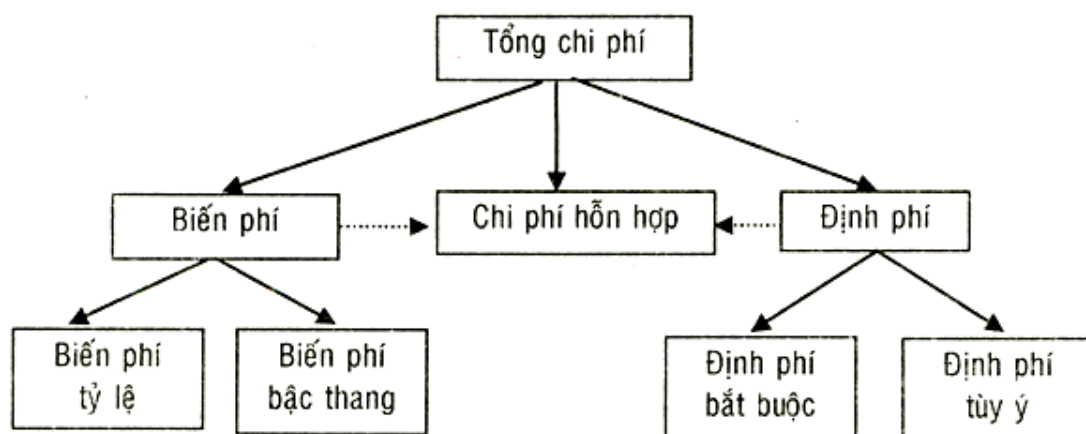 Tổng chi phí
Biến phí
Chi phí hỗn hợp
Định phí
Biến phí
tỷ lệ
Biến phí
bậc thang
Định phí
bắt buộc
Định phí
tùy ý